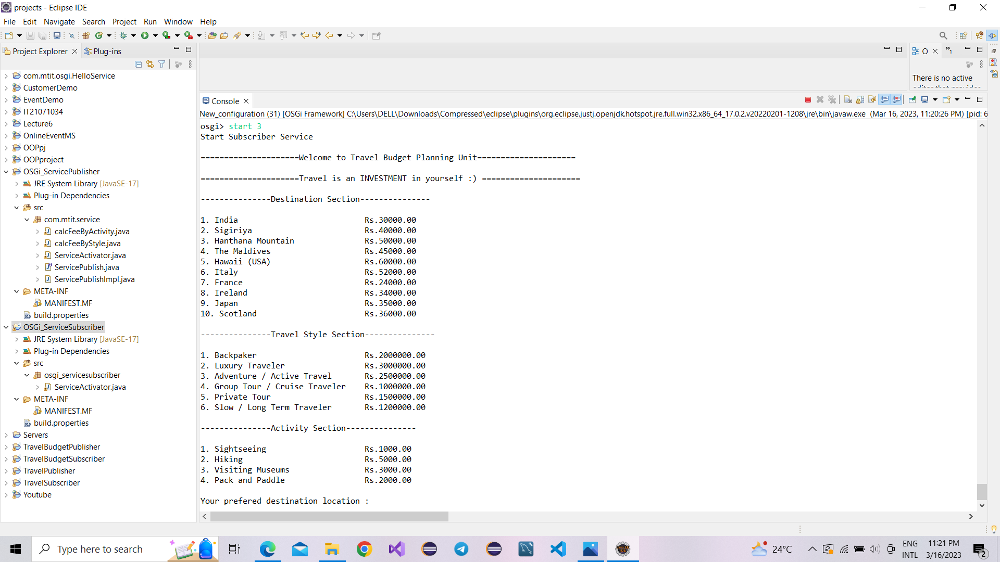 projects - Eclipse IDE
File Edit Navigate Search Project Run Window Help
Project Explorer
Plug-ins
com.mtit.osgi.HelloService
CustomerDemo
EventDemo
IT21071034
Lecture6
OnlineEventMS
OOPpj
OOPproject
OSGi_ServicePublisher
JRE System Library [JavaSE-17]
Plug-in Dependencies
src
com.mtit.service
calcFeeByActivity.java
calcFeeByStyle.java
ServiceActivator.java
ServicePublish.java
ServicePublishImpl.java
META-INF
MANIFEST.MF
build.properties
OSGi_ServiceSubscriber
JRE System Library [JavaSE-17]
Plug-in Dependencies
src
osgi_servicesubscriber
ServiceActivator.java
META-INF
MANIFEST.MF
build.properties
Servers
TravelBudgetPublisher
TravelBudgetSubscriber
TravelPublisher
TravelSubscriber
Youtube
O
1
There is no active
Console
New_configuration (31) [OSGi Framework] C:\Users\DELL\Downloads\Compressed\eclipse\plugins\org.eclipse.justj.openjdk.hotspot.jre.full.win32.x86_64_17.0.2.v20220201-1208\jre\bin\javaw.exe (Mar 16, 2023, 11:20:26 PM) [pid: 6
osgi> start 3
Start Subscriber Service
=====================Welcome to Travel Budget Planning Unit=====================
=====================Travel is an INVESTMENT in yourself :) =====================
---------------Destination Section---------------
1. India Rs.30000.00
2. Sigiriya Rs.40000.00
3. Hanthana Mountain Rs.50000.00
4. The Maldives Rs.45000.00
5. Hawaii (USA) Rs.60000.00
6. Italy Rs.52000.00
7. France Rs.24000.00
8. Ireland Rs.34000.00
9. Japan Rs.35000.00
10. Scotland Rs.36000.00
---------------Travel Style Section---------------
1. Backpaker Rs.2000000.00
2. Luxury Traveler Rs.3000000.00
3. Adventure / Active Travel Rs.2500000.00
4. Group Tour / Cruise Traveler Rs.1000000.00
5. Private Tour Rs.1500000.00
6. Slow / Long Term Traveler Rs.1200000.00
---------------Activity Section---------------
1. Sightseeing Rs.1000.00
2. Hiking Rs.5000.00
3. Visiting Museums Rs.3000.00
4. Pack and Paddle Rs.2000.00
Your prefered destination location :
Type here to search
24°C
ENG
INTL
11:21 PM
3/16/2023
2